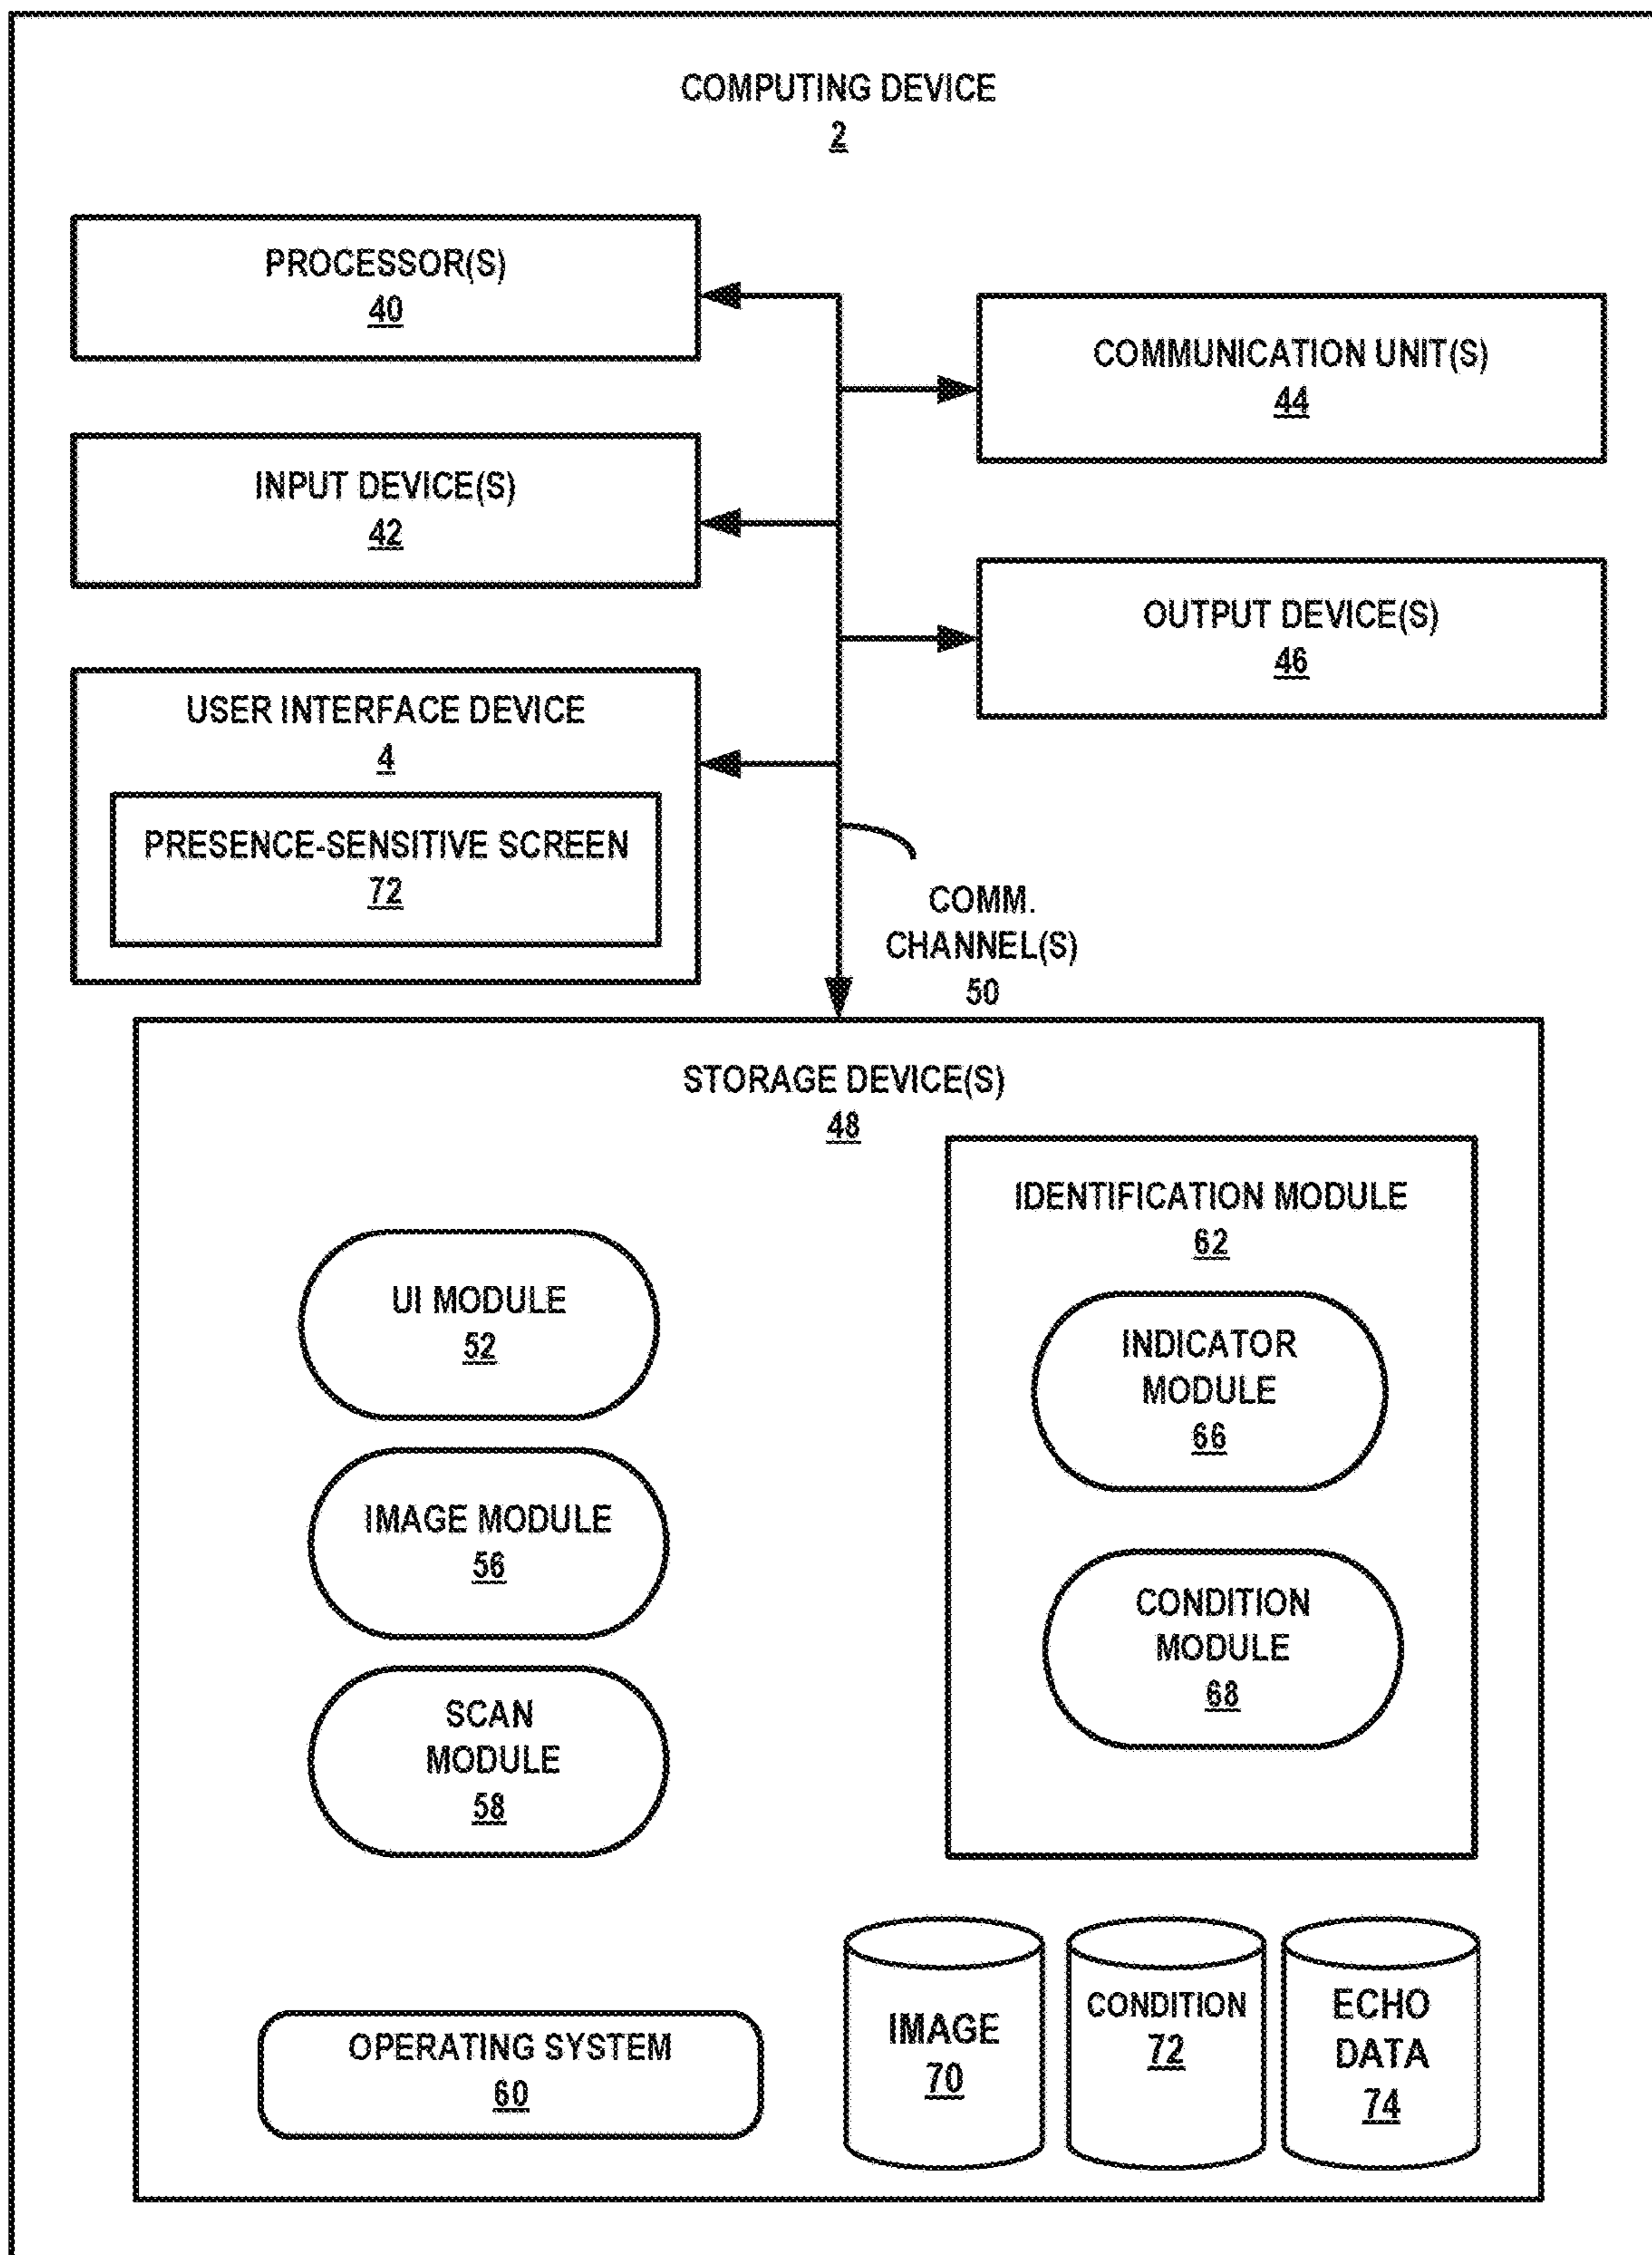 COMPUTING DEVICE
2
PROCESSOR(S)
40
COMMUNICATION UNIT(S)
44
INPUT DEVICE(S)
42
OUTPUT DEVICE(S)
46
USER INTERFACE DEVICE
4
PRESENCE-SENSITIVE SCREEN
72
COMM.
CHANNEL(S)
50
STORAGE DEVICE(S)
48
IDENTIFICATION MODULE
62
UI MODULE
52
INDICATOR
MODULE
66
IMAGE MODULE
56
CONDITION
MODULE
68
SCAN
MODULE
58
OPERATING SYSTEM
60
IMAGE
70
CONDITION
72
ECHO
DATA
74